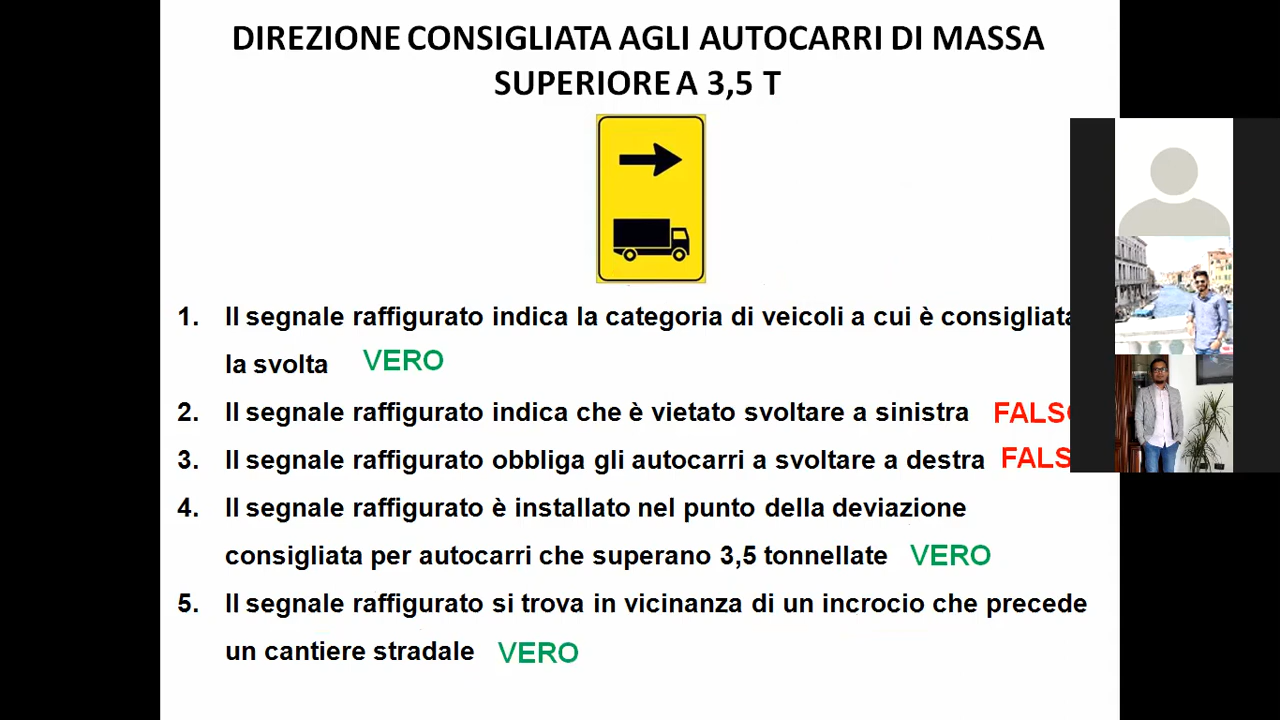 DIREZIONE CONSIGLIATA AGLI AUTOCARRI DI MASSA
SUPERIORE A 3,5 T
1. Il segnale raffigurato indica la categoria di veicoli a cui è consigliata
la svolta VERO
2. Il segnale raffigurato indica che è vietato svoltare a sinistra FALSO
3. Il segnale raffigurato obbliga gli autocarri a svoltare a destra FALS
4. Il segnale raffigurato è installato nel punto della deviazione
consigliata per autocarri che superano 3,5 tonnellate VERO
5. Il segnale raffigurato si trova in vicinanza di un incrocio che precede
un cantiere stradale VERO